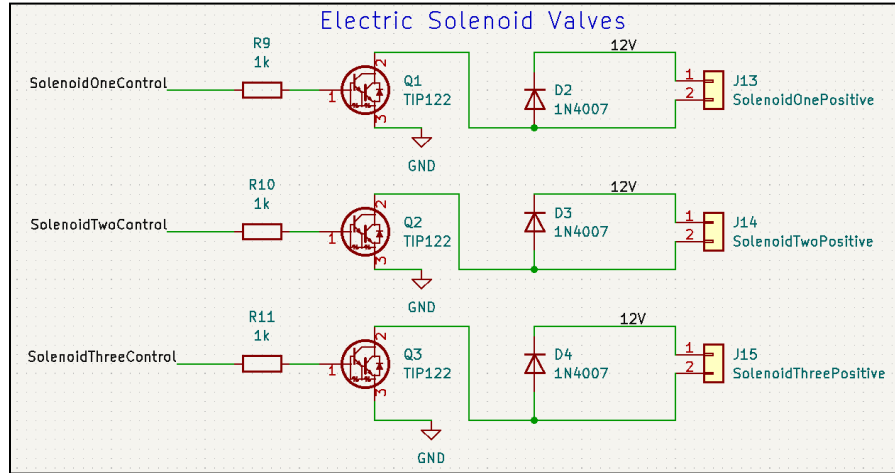 Electric Solenoid Valves
R9
1k
SolenoidOneControl
1
2
3
Q1
TIP122
GND
D2
1N4007
12V
1
2
J13
SolenoidOnePositive
R10
1k
SolenoidTwoControl
1
2
3
Q2
TIP122
GND
D3
1N4007
12V
1
2
J14
SolenoidTwoPositive
R11
1k
SolenoidThreeControl
1
2
3
Q3
TIP122
GND
D4
1N4007
12V
1
2
J15
SolenoidThreePositive